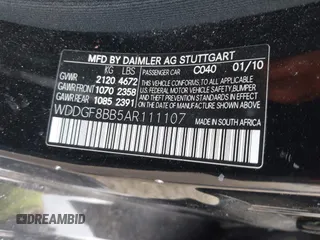 MFD BY DAIMLER AG STUTTGART
KG LBS PASSENGER CAR C040 01/10
GVWR 2120 4672
GAWR FRONT 1070 2358
GAWR REAR 1085 2391
THIS VEHICLE CONFORMS TO ALL APPLICABLE U.S.
FEDERAL MOTOR VEHICLE SAFETY, BUMPER, AND
THEFT PREVENTION STANDARDS IN EFFECT ON THE
DATE OF MANUFACTURE SHOWN ABOVE.
WDDGF8BB5AR111107
MADE IN SOUTH AFRICA
DREAMBID